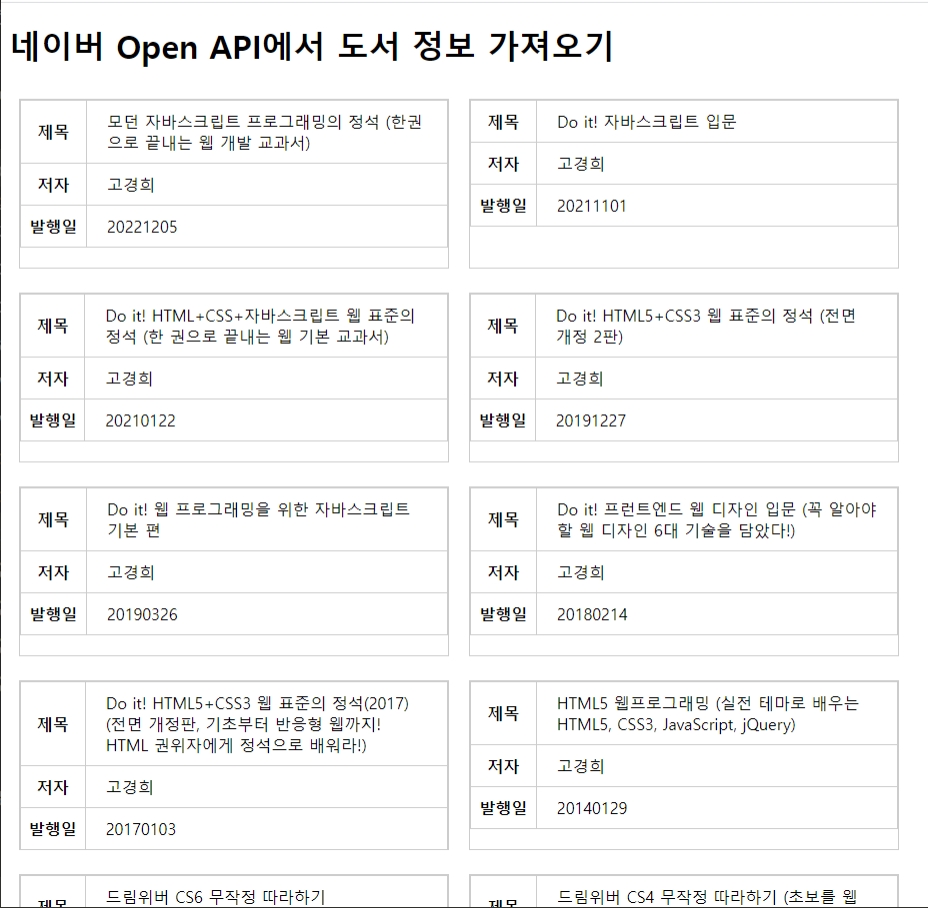 네이버 Open API에서 도서 정보 가져오기
제목
모던 자바스크립트 프로그래밍의 정석 (한권
으로 끝내는 웹 개발 교과서)
저자 고경희
발행일 20221205
제목 Do it! 자바스크립트 입문
저자 고경희
발행일 20211101
제목
Do it! HTML+CSS+자바스크립트 웹 표준의
정석 (한 권으로 끝내는 웹 기본 교과서)
저자 고경희
발행일 20210122
제목
Do it! HTML5+CSS3 웹 표준의 정석 (전면
개정 2판)
저자 고경희
발행일 20191227
제목
Do it! 웹 프로그래밍을 위한 자바스크립트
기본 편
저자 고경희
발행일 20190326
제목
Do it! 프런트엔드 웹 디자인 입문 (꼭 알아야
할 웹 디자인 6대 기술을 담았다!)
저자 고경희
발행일 20180214
제목
Do it! HTML5+CSS3 웹 표준의 정석(2017)
(전면 개정판, 기초부터 반응형 웹까지!
HTML 권위자에게 정석으로 배워라!)
저자 고경희
발행일 20170103
제목
HTML5 웹프로그래밍 (실전 테마로 배우는
HTML5, CSS3, JavaScript, jQuery)
저자 고경희
발행일 20140129
제목
드림위버 CS6 무작정 따라하기
제목
드림위버 CS4 무작정 따라하기 (초보를 웹